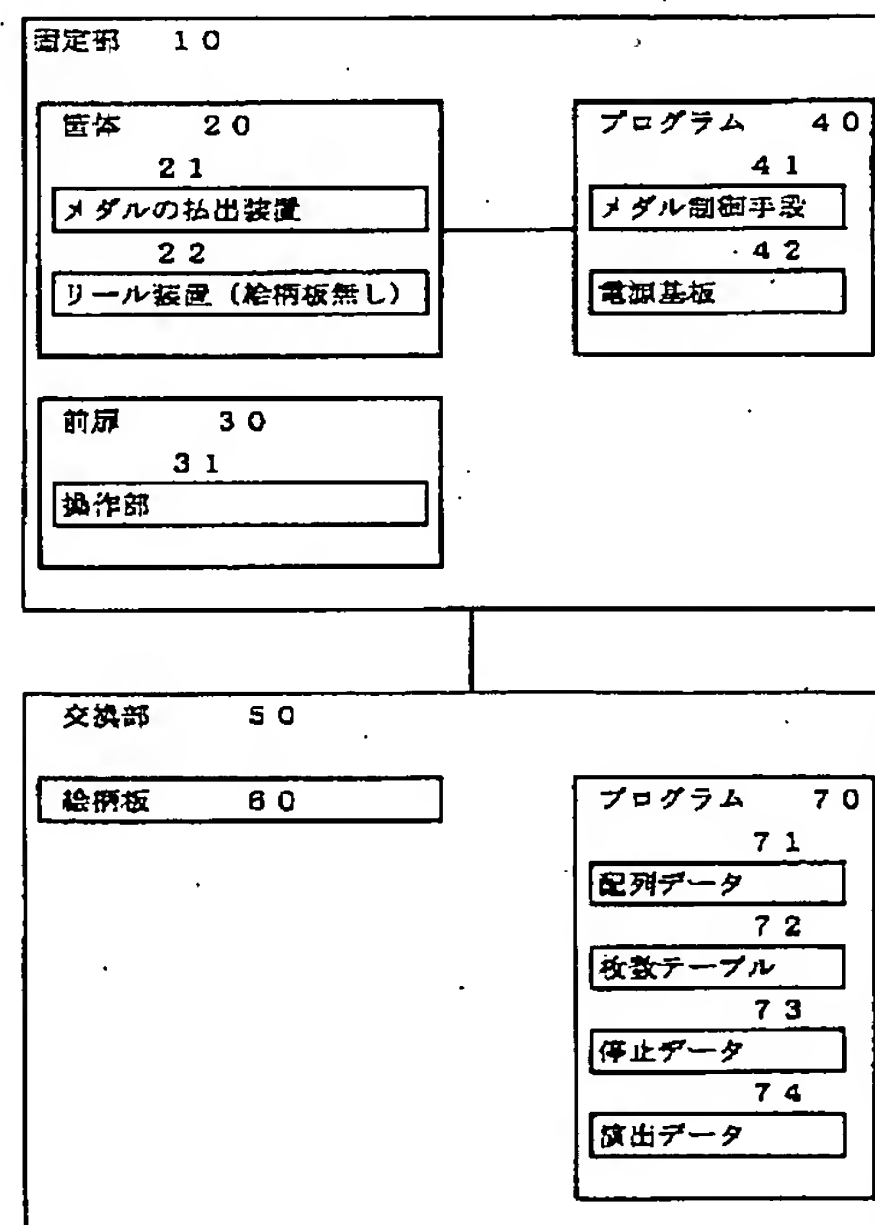 固定部 10
筐体 20
21
メダルの払出装置
22
リール装置（絵柄板無し）
プログラム 40
41
メダル制御手段
42
電源基板
前扉 30
31
操作部
交換部 50
絵柄板 60
プログラム 70
71
配列データ
72
枚数テーブル
73
停止データ
74
演出データ